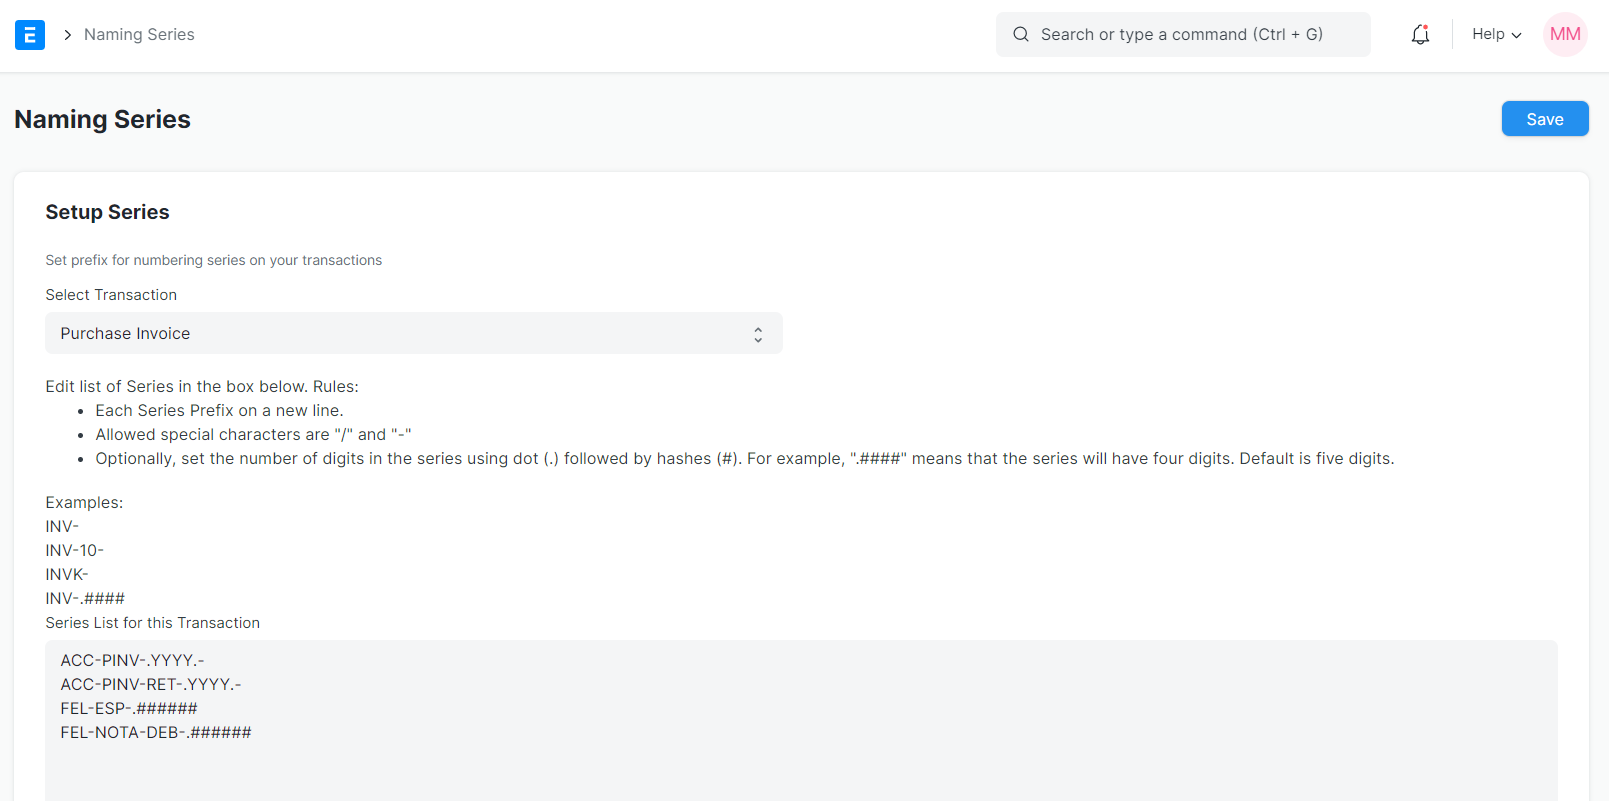 E
Naming Series
Search or type a command (Ctrl + G)
Help
MM
Naming Series
Save
Setup Series
Set prefix for numbering series on your transactions
Select Transaction
Purchase Invoice
Edit list of Series in the box below. Rules:
• Each Series Prefix on a new line.
• Allowed special characters are "/" and "-"
• Optionally, set the number of digits in the series using dot (.) followed by hashes (#). For example, ".####" means that the series will have four digits. Default is five digits.
Examples:
INV-
INV-10-
INVK-
INV-.####
Series List for this Transaction
ACC-PINV-.YYYY.-
ACC-PINV-RET-.YYYY.-
FEL-ESP-.######
FEL-NOTA-DEB-.######